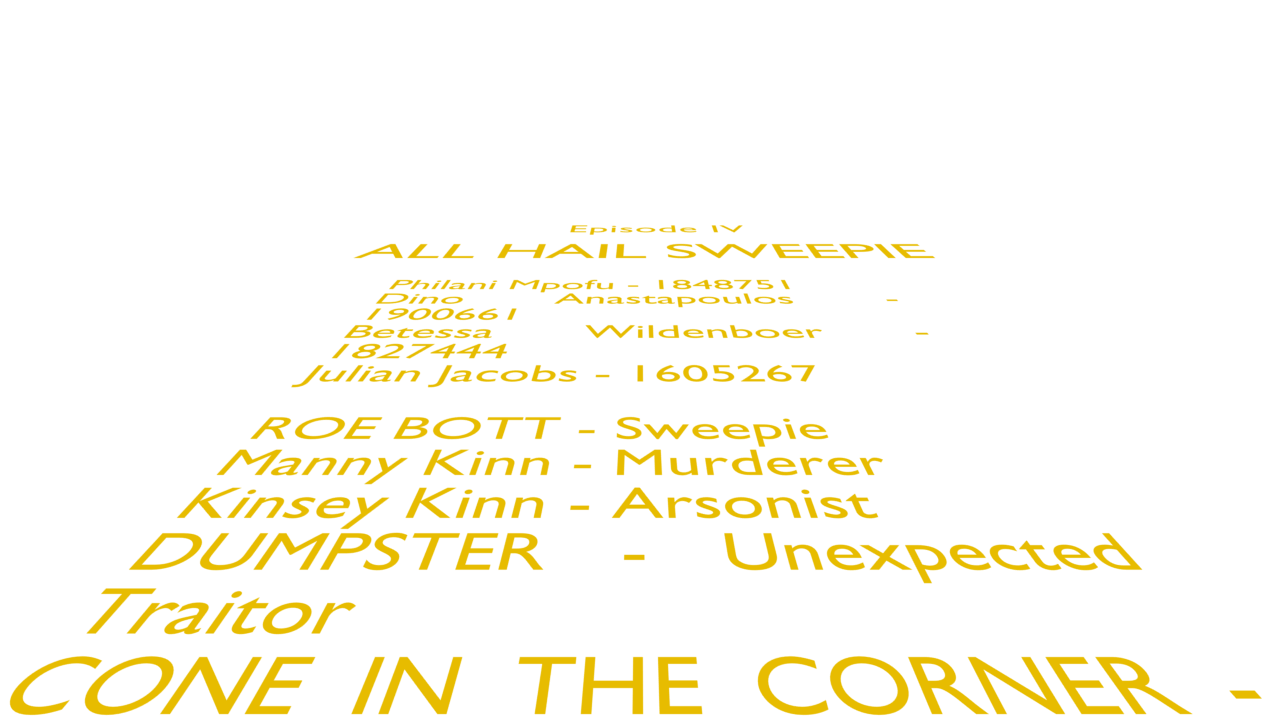 Episode IV
ALL HAIL SWEEPIE
Philani Mpofu - 1848751
Dino Anastapoulos -
1900661
Betessa Wildenboer -
1827444
Julian Jacobs - 1605267
ROE BOTT - Sweepie
Manny Kinn - Murderer
Kinsey Kinn - Arsonist
DUMPSTER - Unexpected
Traitor
CONE IN THE CORNER -